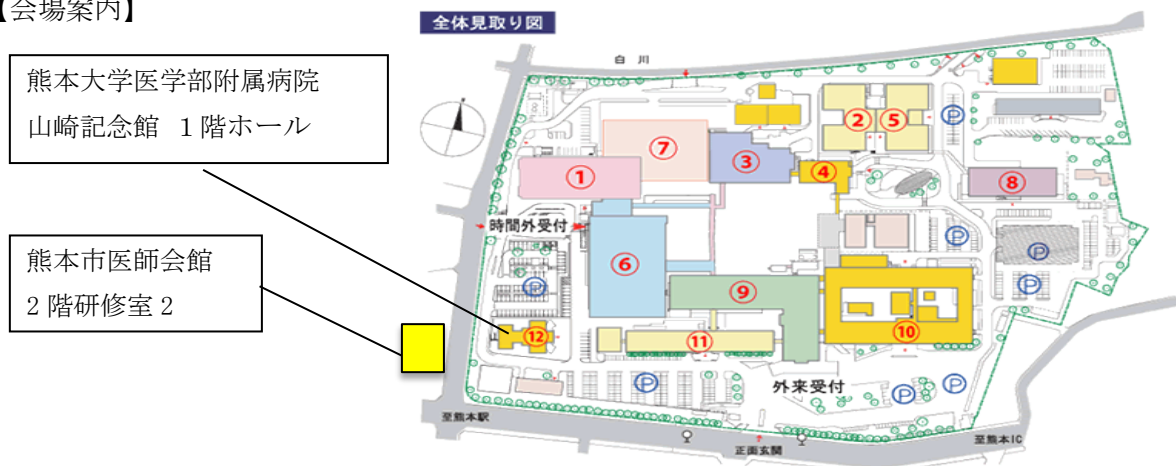 【会場案内】
全体見取り図
熊本大学医学部附属病院
山崎記念館 1階ホール
熊本市医師会館
2階研修室2
白川
②
⑤
Ⓟ
⑦
③
①
④
⑧
時間外受付
Ⓟ
Ⓟ
⑥
Ⓟ
Ⓟ
⑨
⑫
⑪
⑩
外来受付
Ⓟ
Ⓟ
Ⓟ
至熊本駅
正面玄関
至熊本IC